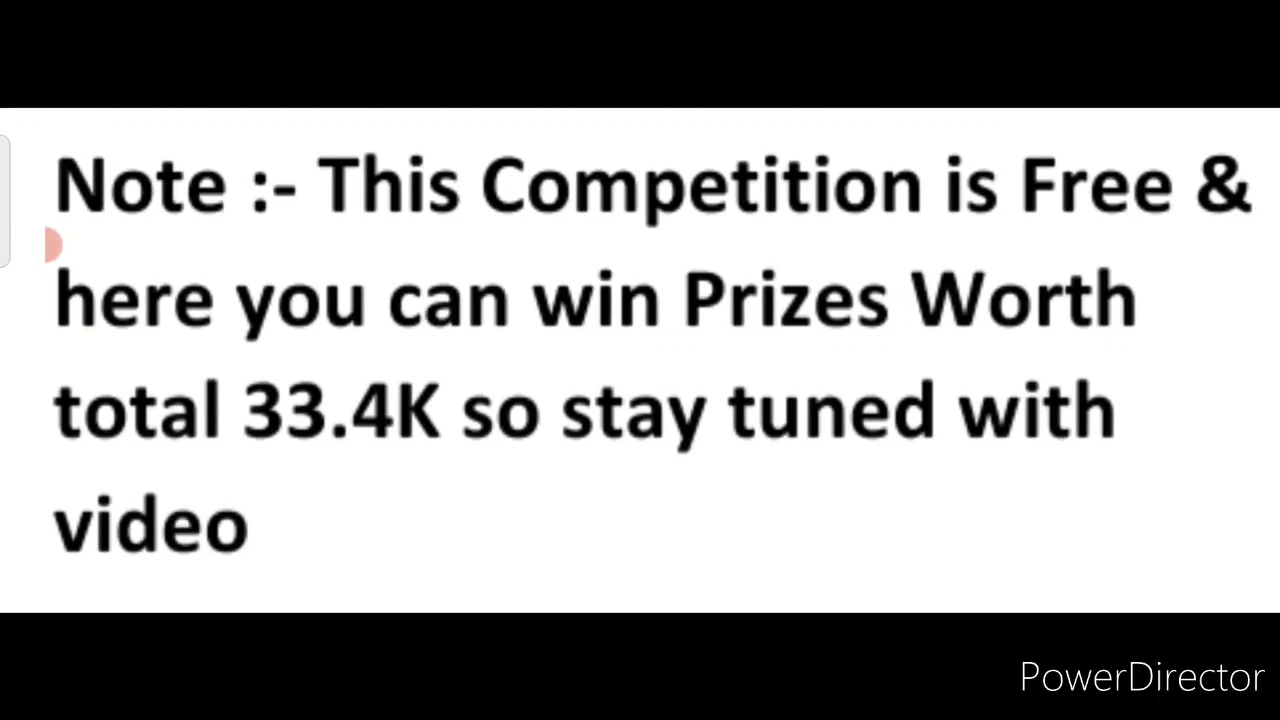 Note :- This Competition is Free &
here you can win Prizes Worth
total 33.4K so stay tuned with
video
PowerDirector